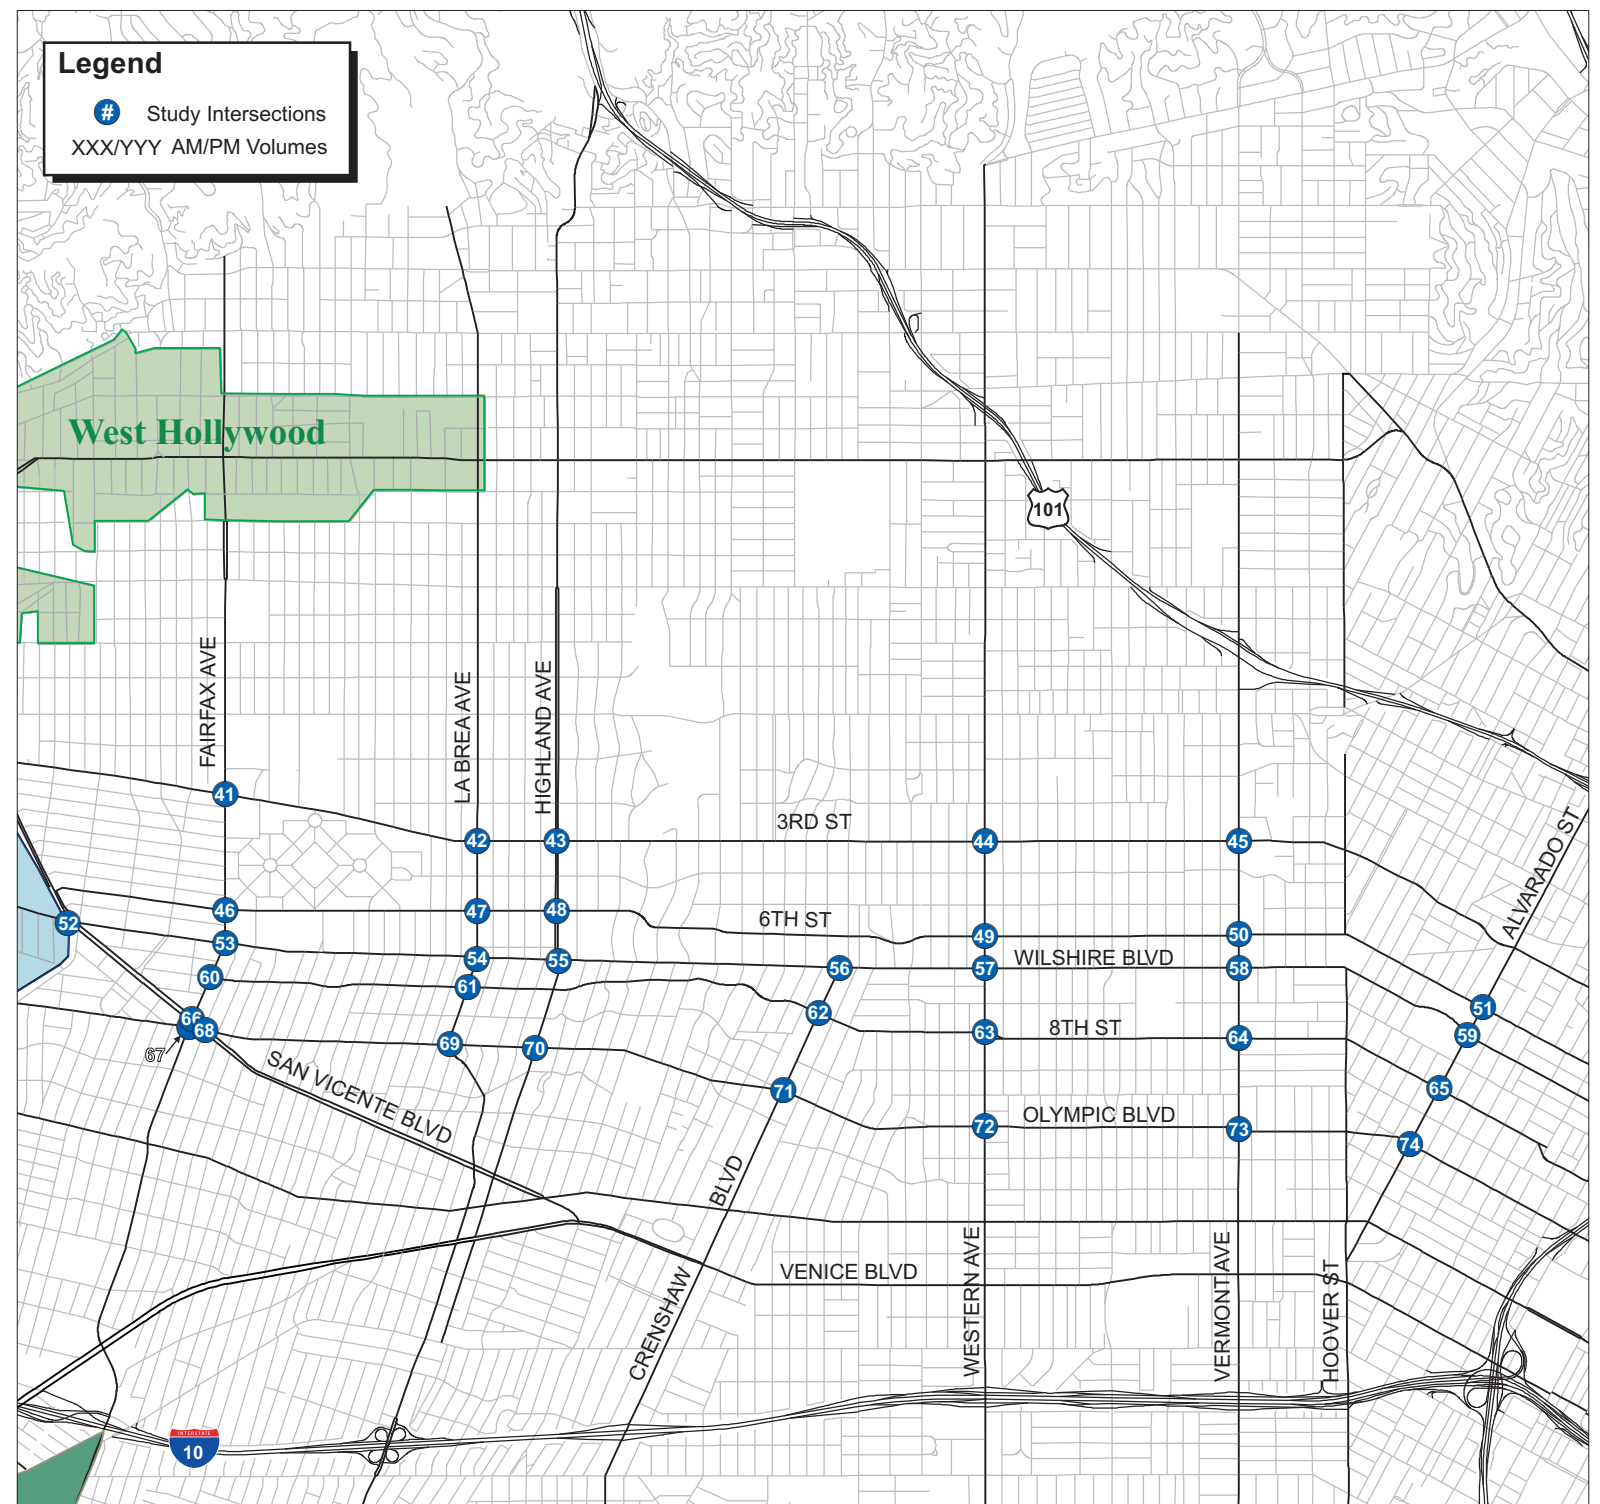 Legend
# Study Intersections
XXX/YYY AM/PM Volumes
West Hollywood
101
FAIRFAX AVE
LA BREA AVE
HIGHLAND AVE
41
42
43
3RD ST
44
45
ALVARADO ST
46
47
48
6TH ST
49
50
52
53
54
55
56
57
WILSHIRE BLVD
58
60
61
62
51
59
63
8TH ST
64
66
67
68
69
70
65
SAN VICENTE BLVD
71
72
OLYMPIC BLVD
73
74
CRENSHAW BLVD
VENICE BLVD
WESTERN AVE
VERMONT AVE
HOOVER ST
INTERSTATE
10